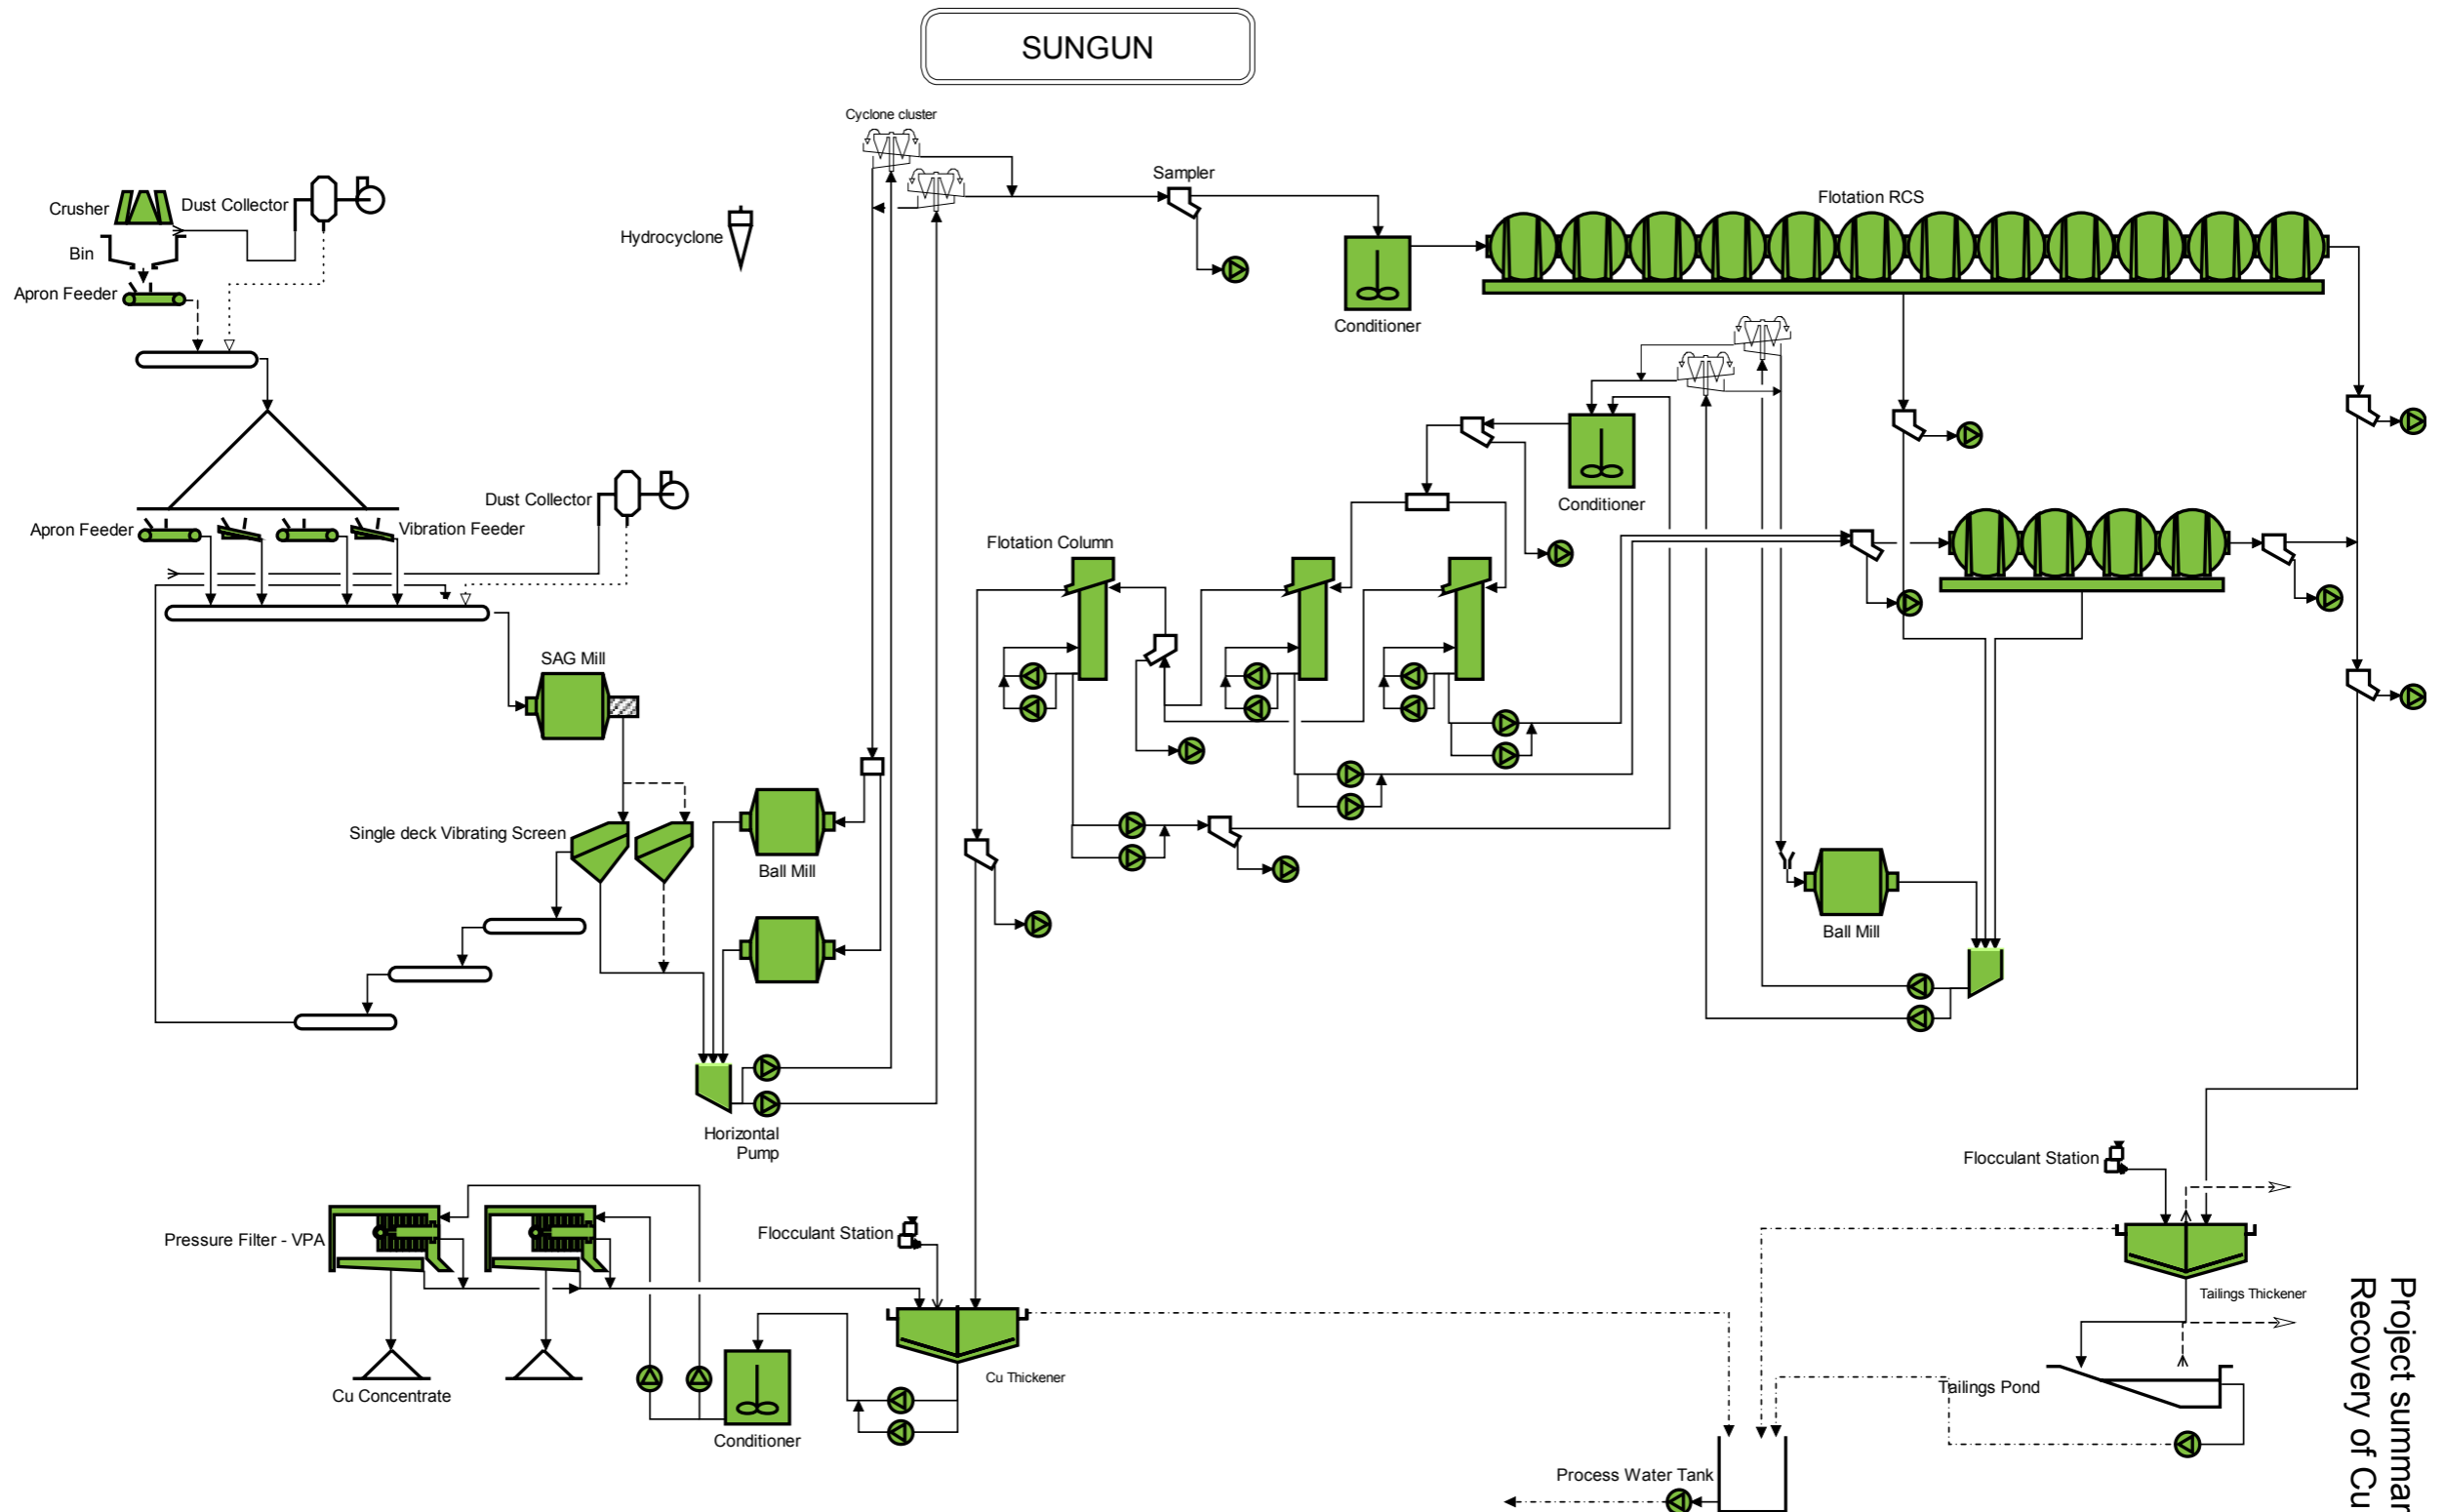 SUNGUN
Cyclone cluster
Sampler
Crusher
Dust Collector
Flotation RCS
Hydrocyclone
Bin
Apron Feeder
Conditioner
Dust Collector
Conditioner
Apron Feeder
Vibration Feeder
Flotation Column
SAG Mill
Single deck Vibrating Screen
Ball Mill
Ball Mill
Horizontal
Pump
Flocculant Station
Pressure Filter - VPA
Flocculant Station
Tailings Thickener
Cu Thickener
Cu Concentrate
Tailings Pond
Conditioner
Process Water Tank
Project summar
Recovery of Cu